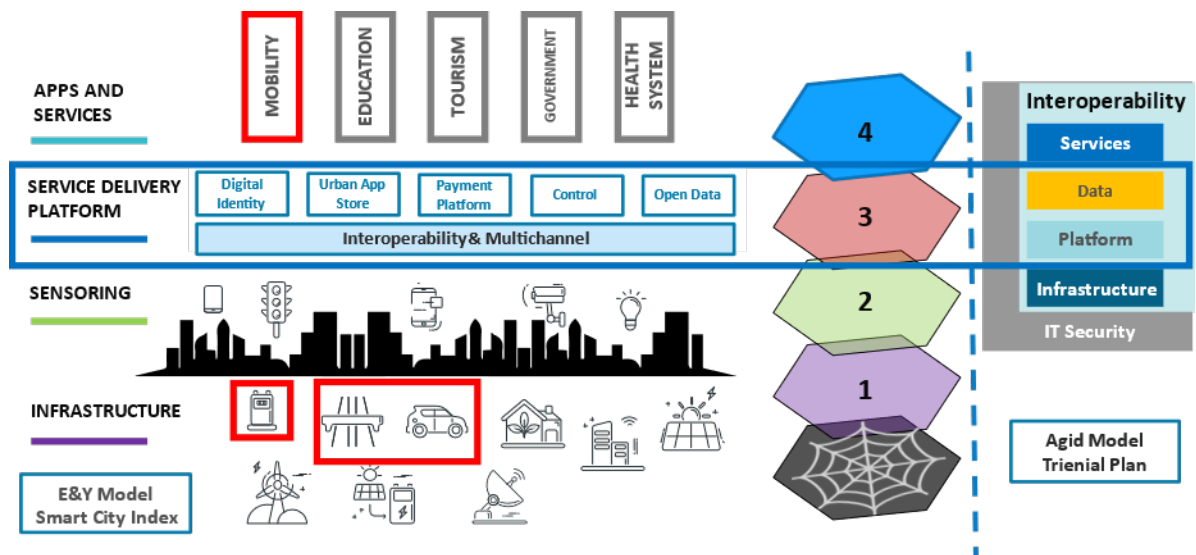 MOBILITY
EDUCATION
TOURISM
GOVERNMENT
HEALTH
SYSTEM
APPS AND
SERVICES
4
Interoperability
Services
SERVICE DELIVERY
PLATFORM
Digital
Identity
Urban App
Store
Payment
Platform
Control
Open Data
Interoperability & Multichannel
3
Data
Platform
SENSORING
2
Infrastructure
IT Security
INFRASTRUCTURE
1
E&Y Model
Smart City Index
Agid Model
Trienial Plan